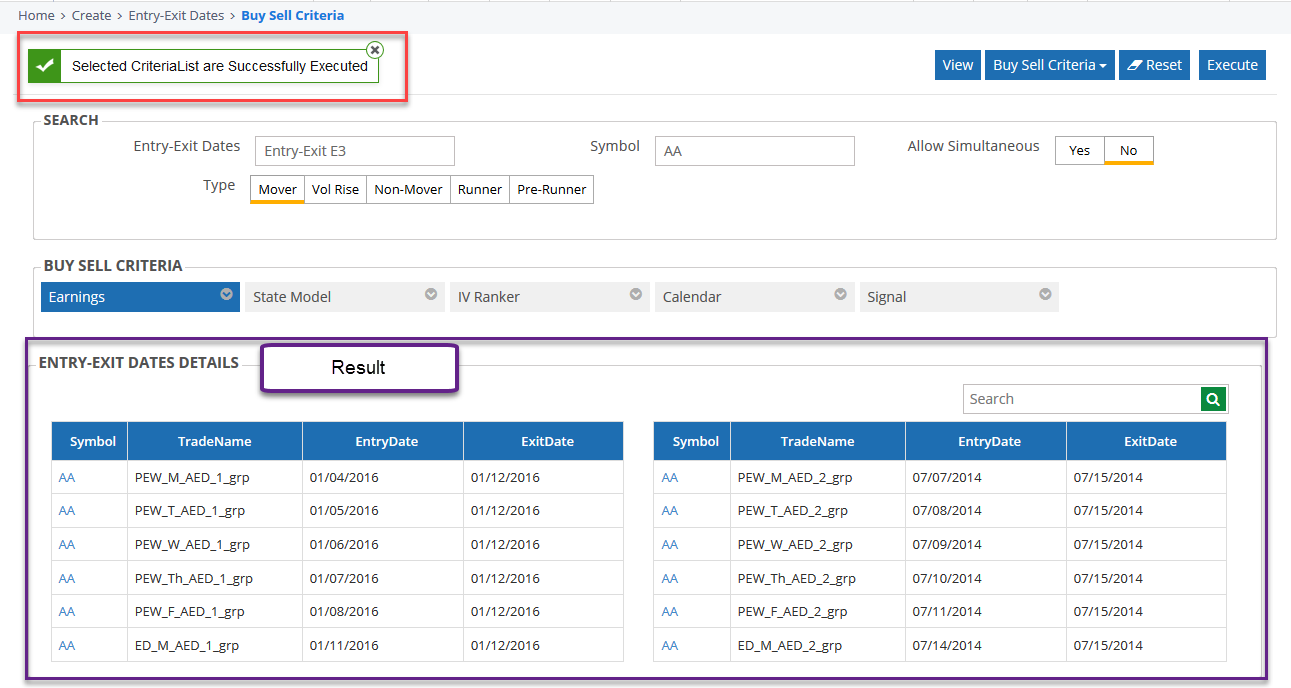 Home > Create > Entry-Exit Dates > Buy Sell Criteria
Selected CriteriaList are Successfully Executed
View Buy Sell Criteria Reset Execute
SEARCH
Entry-Exit Dates Entry-Exit E3 Symbol AA Allow Simultaneous Yes No
Type Mover Vol Rise Non-Mover Runner Pre-Runner
BUY SELL CRITERIA
Earnings State Model IV Ranker Calendar Signal
ENTRY-EXIT DATES DETAILS Result
Search
Symbol TradeName EntryDate ExitDate Symbol TradeName EntryDate ExitDate
AA PEW_M_AED_1_grp 01/04/2016 01/12/2016 AA PEW_M_AED_2_grp 07/07/2014 07/15/2014
AA PEW_T_AED_1_grp 01/05/2016 01/12/2016 AA PEW_T_AED_2_grp 07/08/2014 07/15/2014
AA PEW_W_AED_1_grp 01/06/2016 01/12/2016 AA PEW_W_AED_2_grp 07/09/2014 07/15/2014
AA PEW_Th_AED_1_grp 01/07/2016 01/12/2016 AA PEW_Th_AED_2_grp 07/10/2014 07/15/2014
AA PEW_F_AED_1_grp 01/08/2016 01/12/2016 AA PEW_F_AED_2_grp 07/11/2014 07/15/2014
AA ED_M_AED_1_grp 01/11/2016 01/12/2016 AA ED_M_AED_2_grp 07/14/2014 07/15/2014